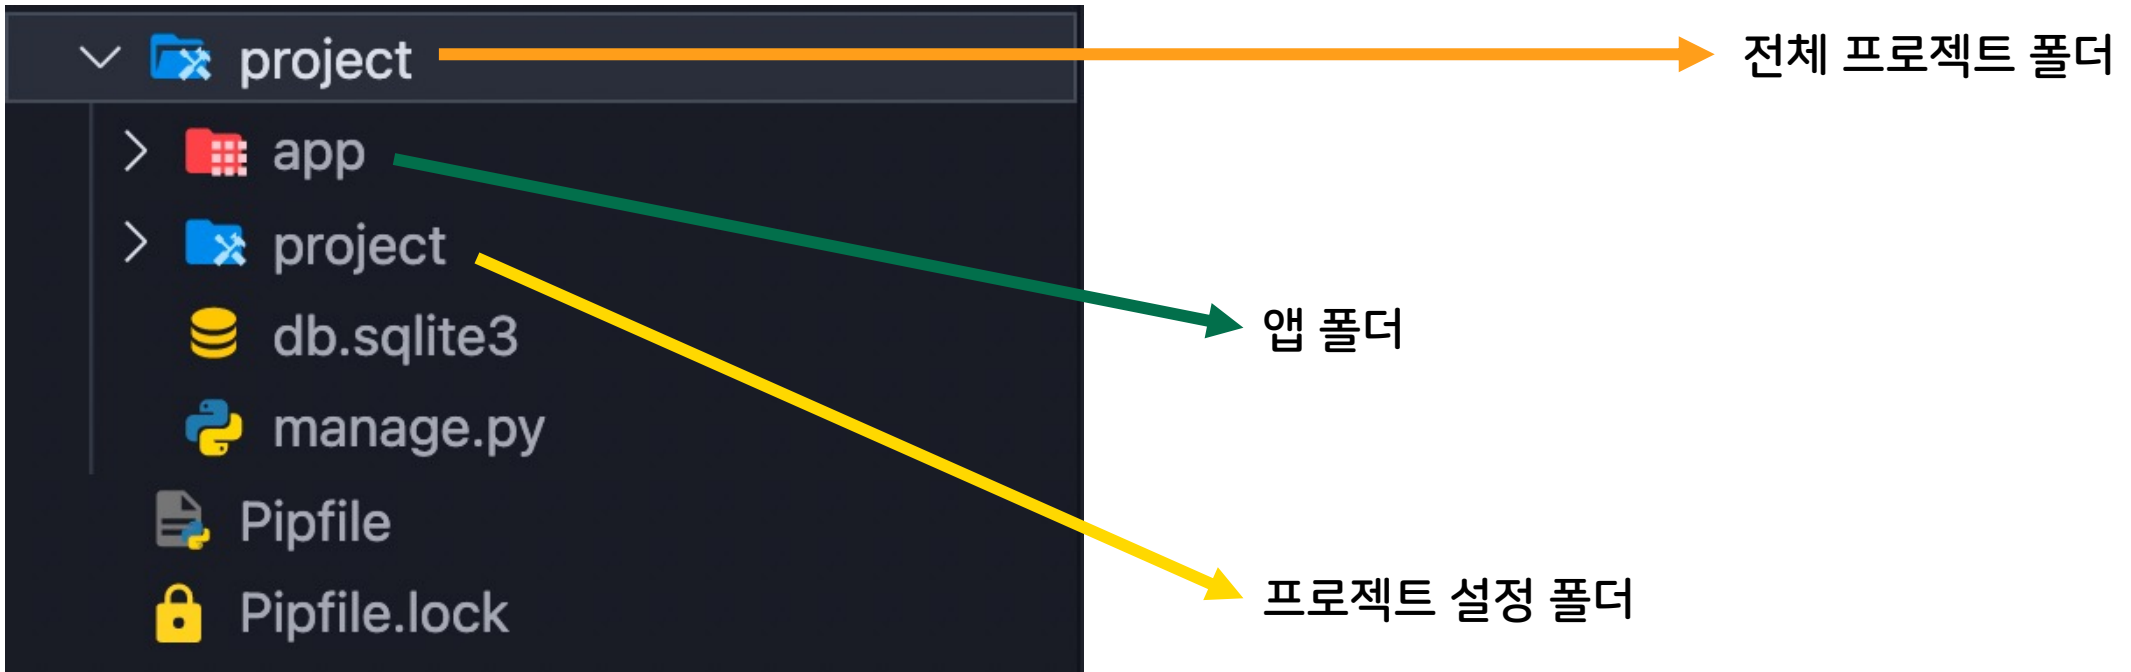 project
전체 프로젝트 폴더
app
project
앱 폴더
db.sqlite3
manage.py
Pipfile
프로젝트 설정 폴더
Pipfile.lock